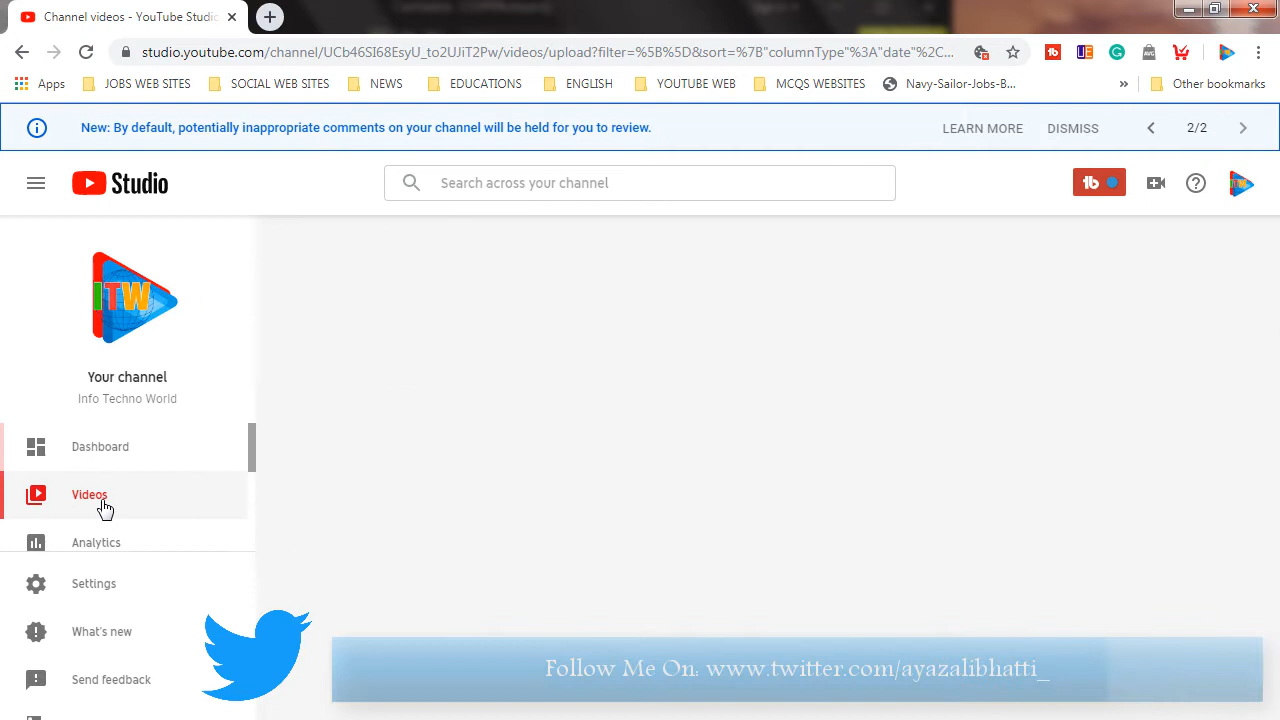 Channel videos - YouTube Studio
studio.youtube.com/channel/UCb46SI68EsyU_to2UJiT2Pw/videos/upload?filter=%5B%5D&sort=%7B"columnType"%3A"date"%2C...
Apps JOBS WEB SITES SOCIAL WEB SITES NEWS EDUCATIONS ENGLISH YOUTUBE WEB MCQS WEBSITES Navy-Sailor-Jobs-B... » Other bookmarks
New: By default, potentially inappropriate comments on your channel will be held for you to review. LEARN MORE DISMISS 2/2
Studio Search across your channel
ITW
Your channel
Info Techno World
Dashboard
Videos
Analytics
Settings
What's new
Send feedback
Follow Me On: www.twitter.com/ayazalibhatti_